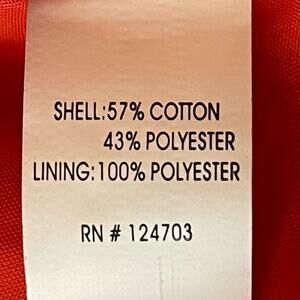 SHELL:57% COTTON
43% POLYESTER
LINING:100% POLYESTER
RN # 124703